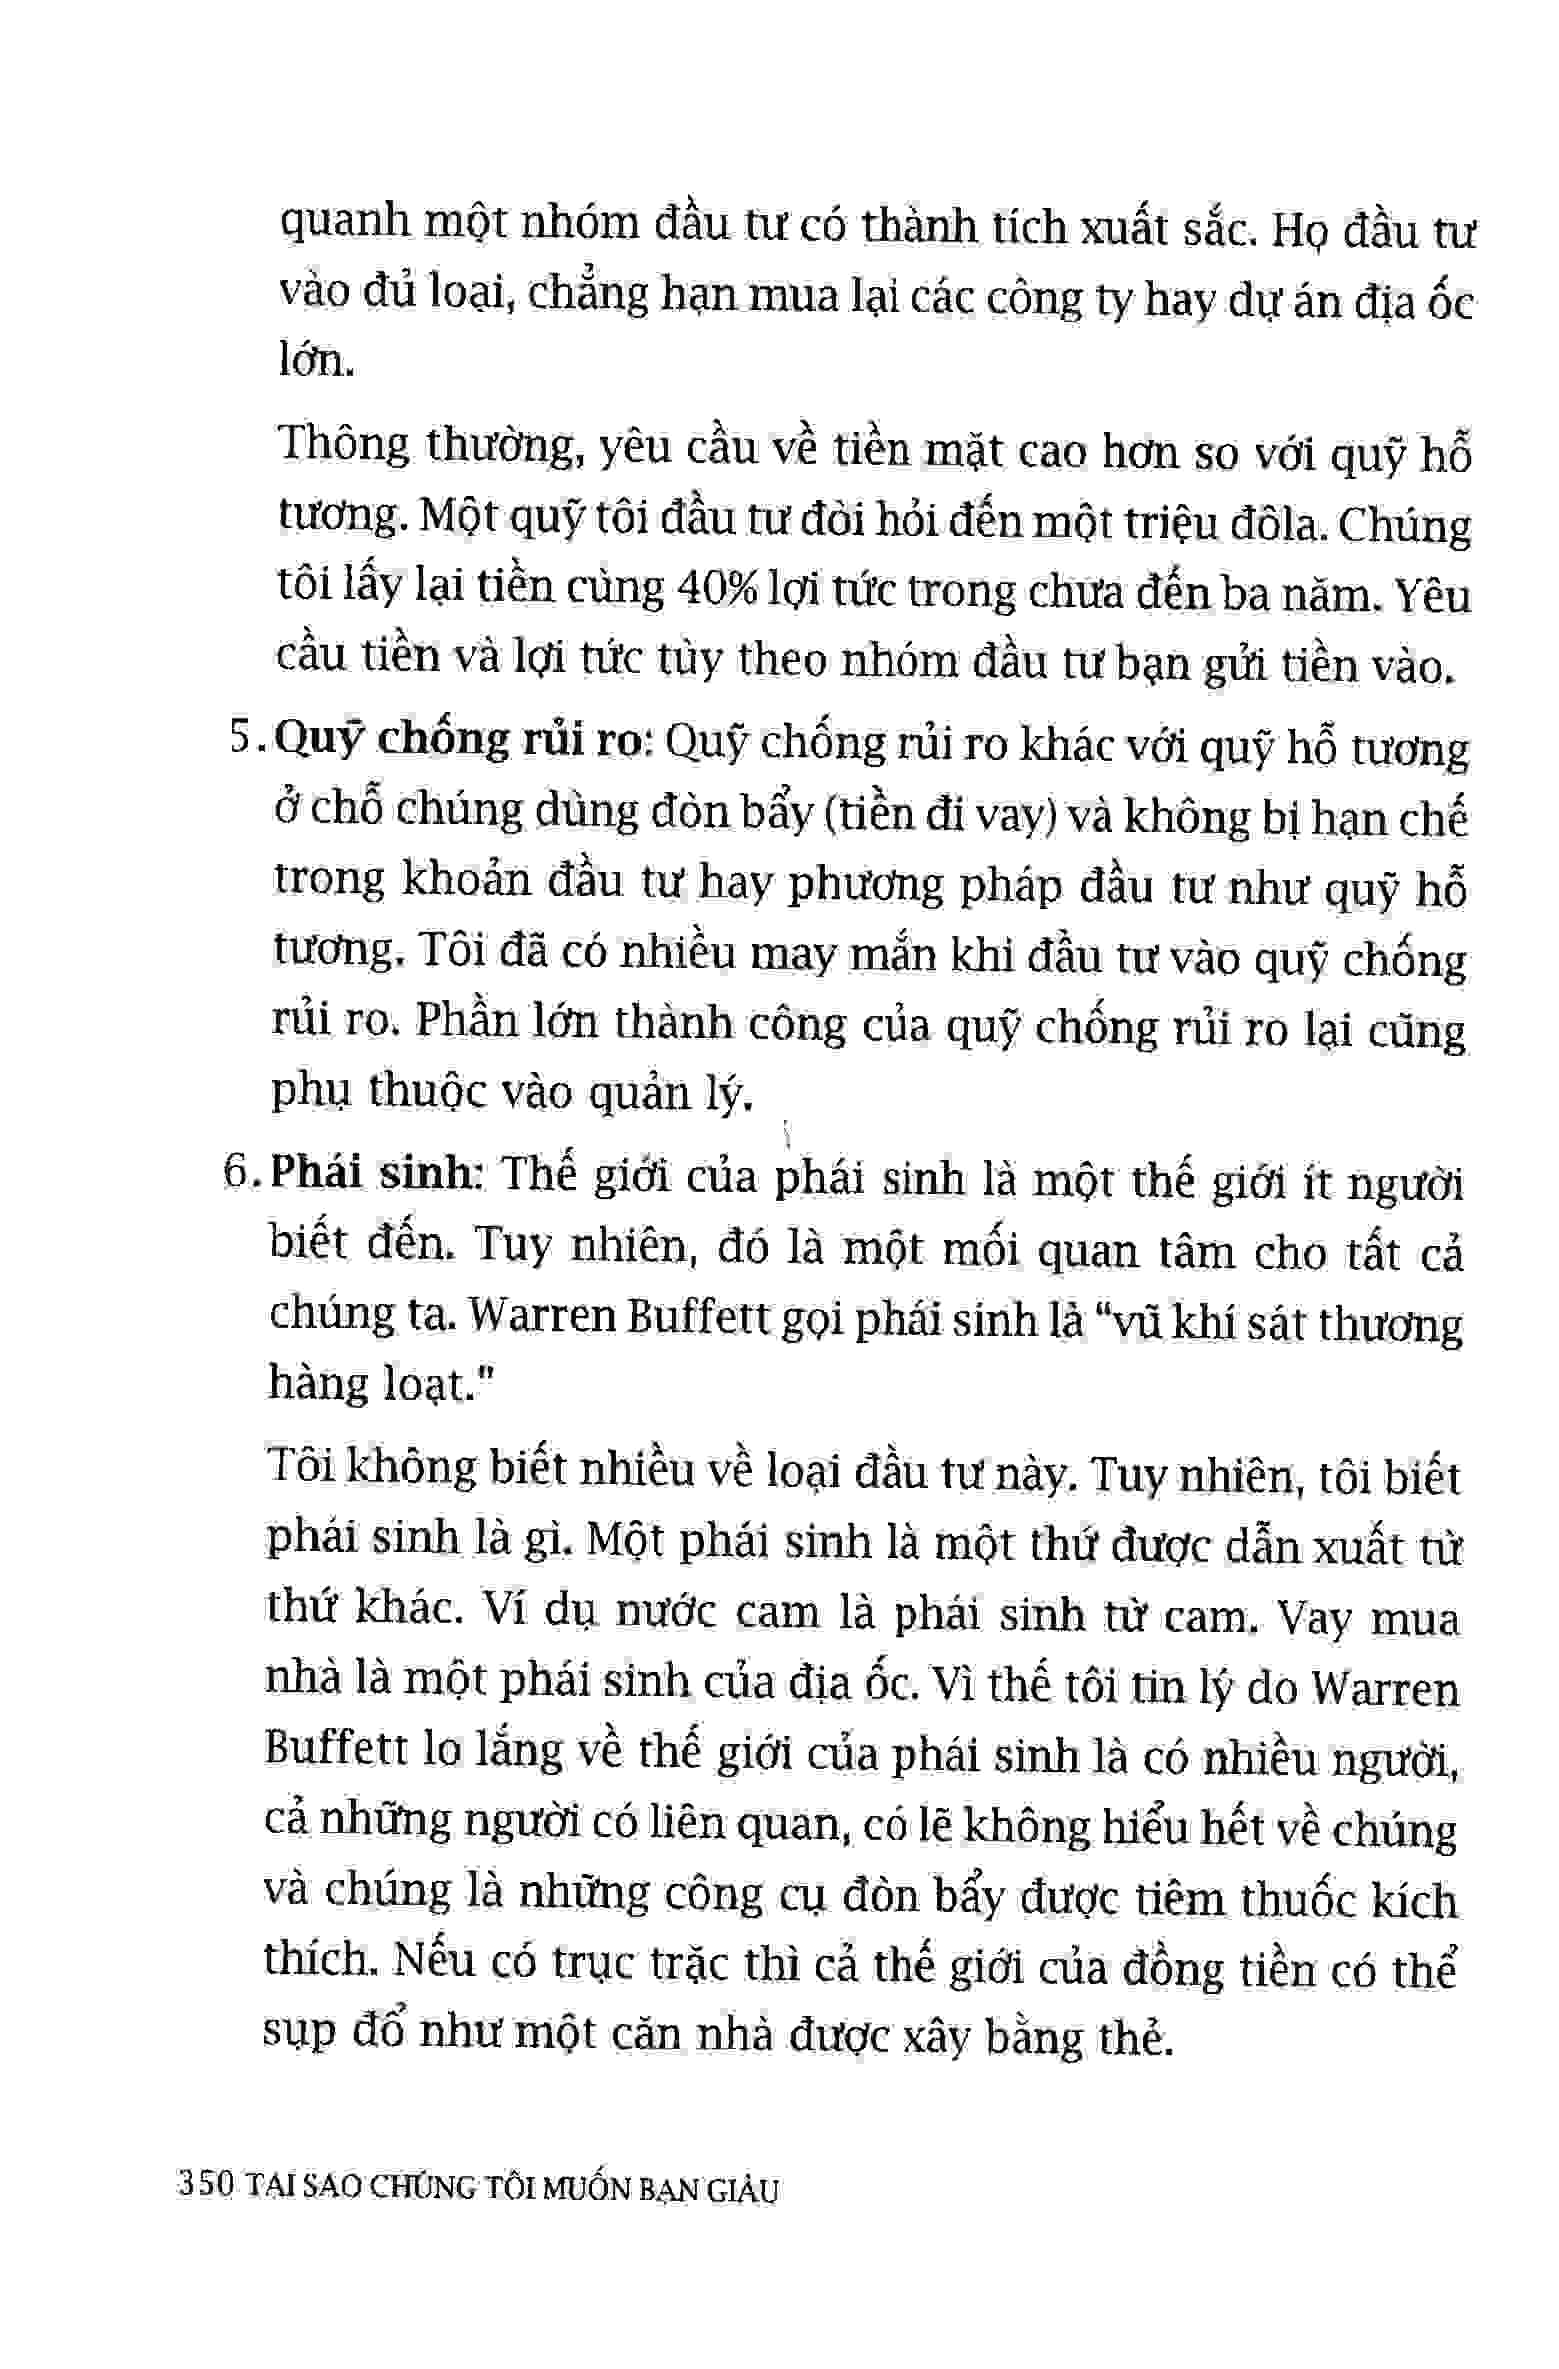 quanh một nhóm đầu tư có thành tích xuất sắc. Họ đầu tư
vào đủ loại, chẳng hạn mua lại các công ty hay dự án địa ốc
lớn.
Thông thường, yêu cầu về tiền mặt cao hơn so với quỹ hỗ
tương. Một quỹ tôi đầu tư đòi hỏi đến một triệu đôla. Chúng
tôi lấy lại tiền cùng 40% lợi tức trong chưa đến ba năm. Yêu
cầu tiền và lợi tức tùy theo nhóm đầu tư bạn gửi tiền vào.
5. Quỹ chống rủi ro: Quỹ chống rủi ro khác với quỹ hỗ tương
ở chỗ chúng dùng đòn bẩy (tiền đi vay) và không bị hạn chế
trong khoản đầu tư hay phương pháp đầu tư như quỹ hỗ
tương. Tôi đã có nhiều may mắn khi đầu tư vào quỹ chống
rủi ro. Phần lớn thành công của quỹ chống rủi ro lại cũng
phụ thuộc vào quản lý.
6. Phái sinh: Thế giới của phái sinh là một thế giới ít người
biết đến. Tuy nhiên, đó là một mối quan tâm cho tất cả
chúng ta. Warren Buffett gọi phái sinh là “vũ khí sát thương
hàng loạt."
Tôi không biết nhiều về loại đầu tư này. Tuy nhiên, tôi biết
phái sinh là gì. Một phái sinh là một thứ được dẫn xuất từ
thứ khác. Ví dụ nước cam là phái sinh từ cam. Vay mua
nhà là một phái sinh của địa ốc. Vì thế tôi tin lý do Warren
Buffett lo lắng về thế giới của phái sinh là có nhiều người,
cả những người có liên quan, có lẽ không hiểu hết về chúng
và chúng là những công cụ đòn bẩy được tiêm thuốc kích
thích. Nếu có trục trặc thì cả thế giới của đồng tiền có thể
sụp đổ như một căn nhà được xây bằng thẻ.
350 TẠI SAO CHÚNG TÔI MUỐN BẠN GIÀU